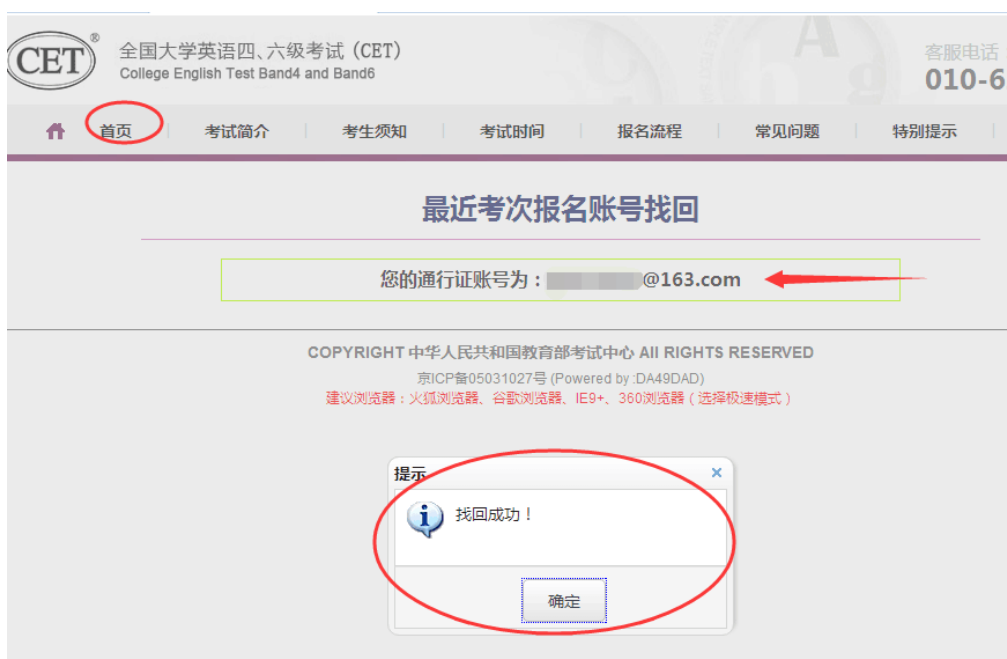 CET®
全国大学英语四、六级考试 (CET)
College English Test Band4 and Band6
客服电话
010-6
首页
考试简介
考生须知
考试时间
报名流程
常见问题
特别提示
最近考次报名账号找回
您的通行证账号为：@163.com
COPYRIGHT 中华人民共和国教育部考试中心 All RIGHTS RESERVED
京ICP备05031027号 (Powered by :DA49DAD)
建议浏览器：火狐浏览器、谷歌浏览器、IE9+、360浏览器（选择极速模式）
提示
×
找回成功！
确定